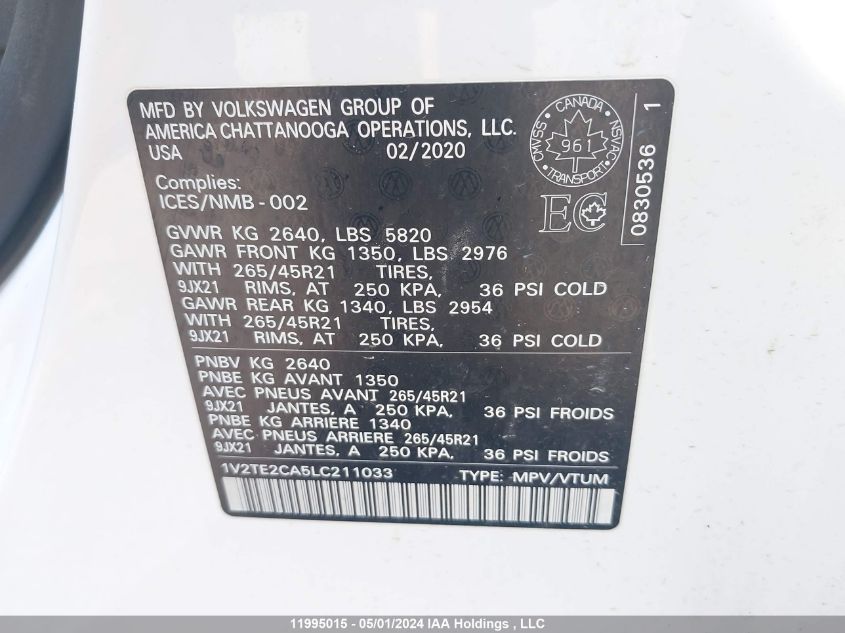 MFD BY VOLKSWAGEN GROUP OF
AMERICA CHATTANOOGA OPERATIONS, LLC.
USA 02/2020
CANADA
CMVSS 961 NSVAC
TRANSPORT
EC
0830536 1
Complies:
ICES/NMB-002
GVWR KG 2640, LBS 5820
GAWR FRONT KG 1350, LBS 2976
WITH 265/45R21 TIRES,
9JX21 RIMS, AT 250 KPA, 36 PSI COLD
GAWR REAR KG 1340, LBS 2954
WITH 265/45R21 TIRES,
9JX21 RIMS, AT 250 KPA, 36 PSI COLD
PNBV KG 2640
PNBE KG AVANT 1350
AVEC PNEUS AVANT 265/45R21
9JX21 JANTES, A 250 KPA, 36 PSI FROIDS
PNBE KG ARRIERE 1340
AVEC PNEUS ARRIERE 265/45R21
9JX21 JANTES, A 250 KPA, 36 PSI FROIDS
1V2TE2CA5LC211033 TYPE: MPV/VTUM
11995015 - 05/01/2024 IAA Holdings , LLC